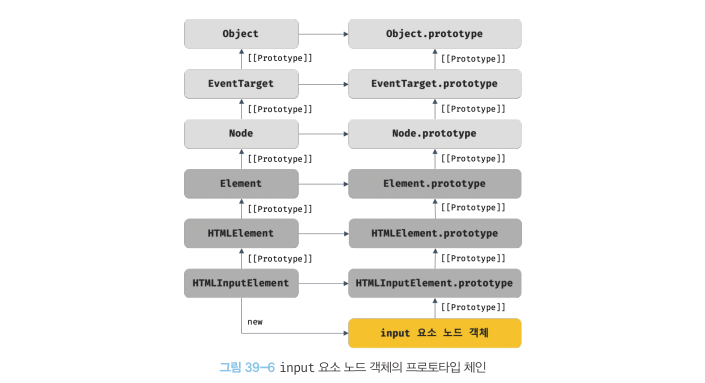 Object Object.prototype
[[Prototype]] [[Prototype]]
EventTarget EventTarget.prototype
[[Prototype]] [[Prototype]]
Node Node.prototype
[[Prototype]] [[Prototype]]
Element Element.prototype
[[Prototype]] [[Prototype]]
HTMLElement HTMLElement.prototype
[[Prototype]] [[Prototype]]
HTMLInputElement HTMLInputElement.prototype
[[Prototype]]
new
input 요소 노드 객체
그림 39-6 input 요소 노드 객체의 프로토타입 체인